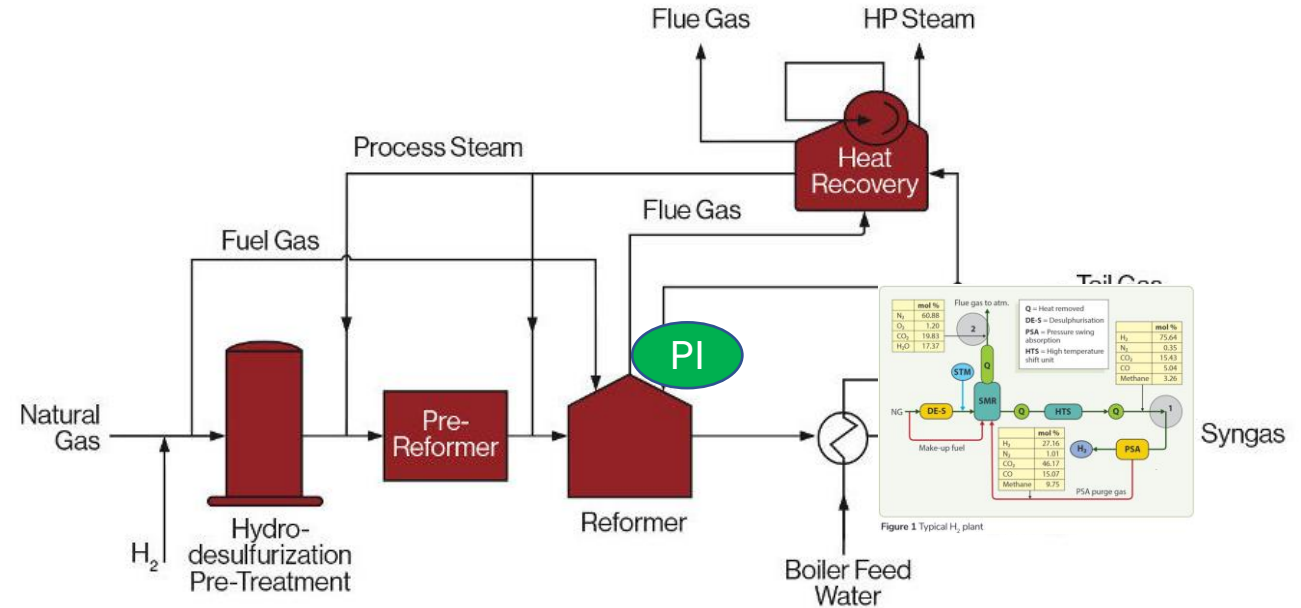 Flue Gas
HP Steam
Heat
Recovery
Process Steam
Flue Gas
Fuel Gas
Tail Gas
PI
Natural
Gas
Pre-
Reformer
Reformer
Hydro-
desulfurization
Pre-Treatment
H₂
Boiler Feed
Water
Syngas
mol %
N₂ 60.88
O₂ 1.20
CO₂ 19.83
H₂O 17.37
Flue gas to atm.
2
Q = Heat removed
DE-S = Desulphurisation
PSA = Pressure swing
absorption
HTS = High temperature
shift unit
mol %
H₂ 75.64
N₂ 0.35
CO₂ 15.43
CO 5.04
Methane 3.26
STM
Q
NG
DE-S
SMR
Q
HTS
Q
1
Make-up fuel
mol %
H₂ 27.16
N₂ 1.01
CO₂ 46.17
CO 15.07
Methane 9.75
H₂
PSA
PSA purge gas
Figure 1 Typical H₂ plant